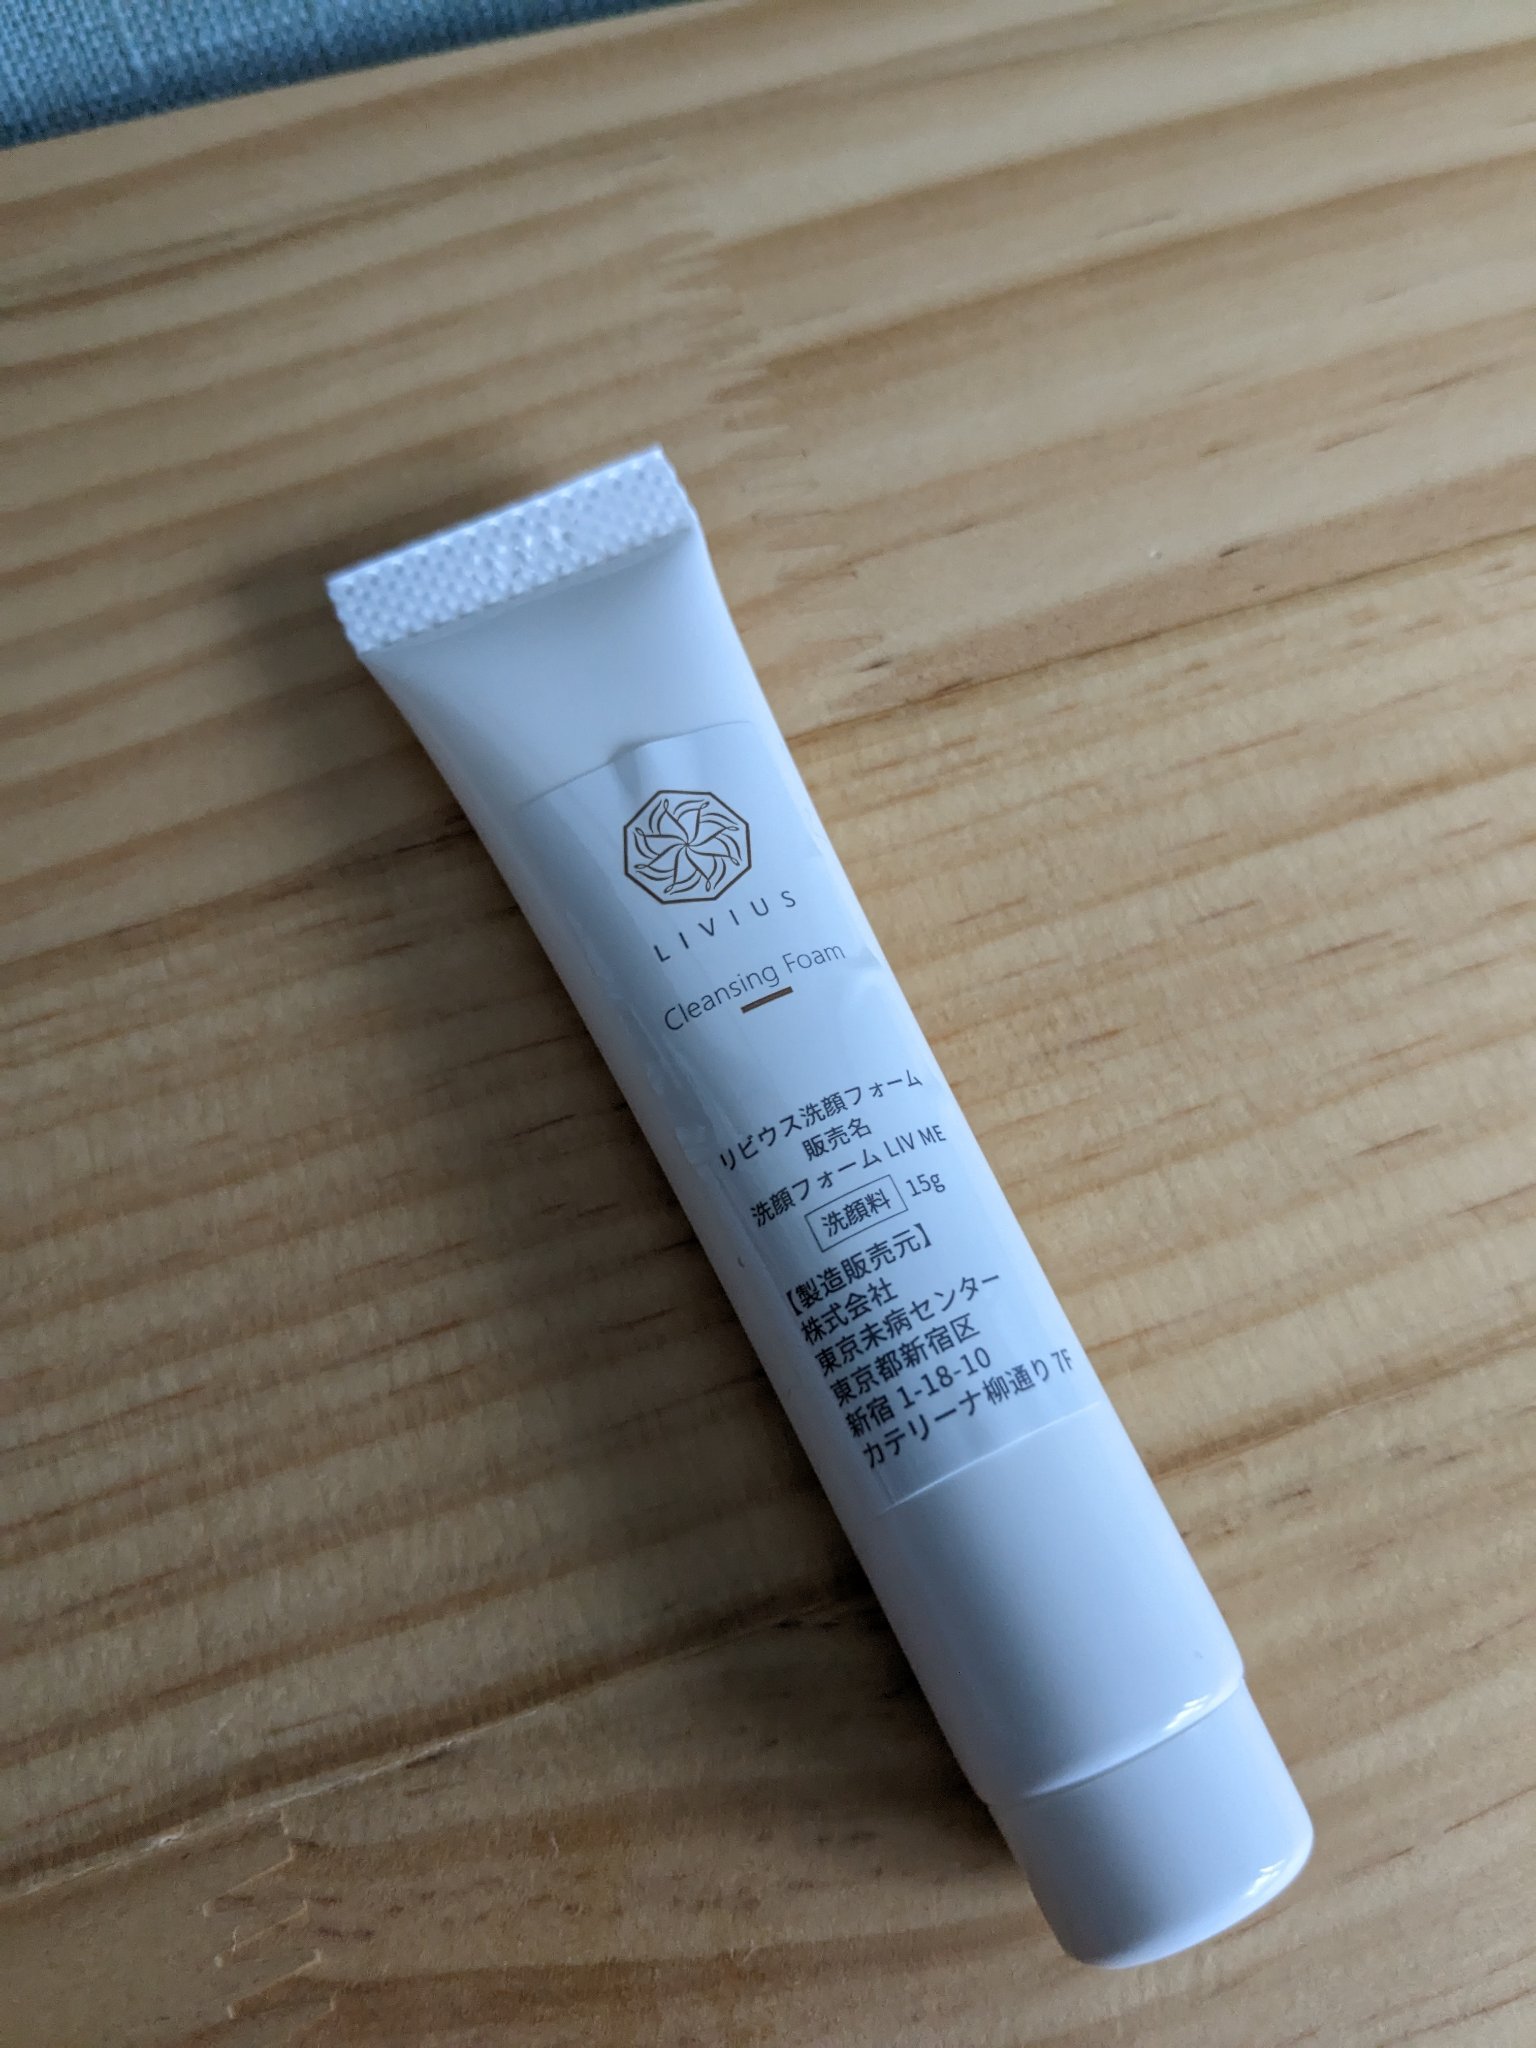 LIVIUS
Cleansing Foam
リビウス洗顔フォーム
販売名
洗顔フォーム LIV ME
洗顔料 15g
【製造販売元】
株式会社
東京未病センター
東京都新宿区
新宿 1-18-10
カテリーナ柳通り 7F